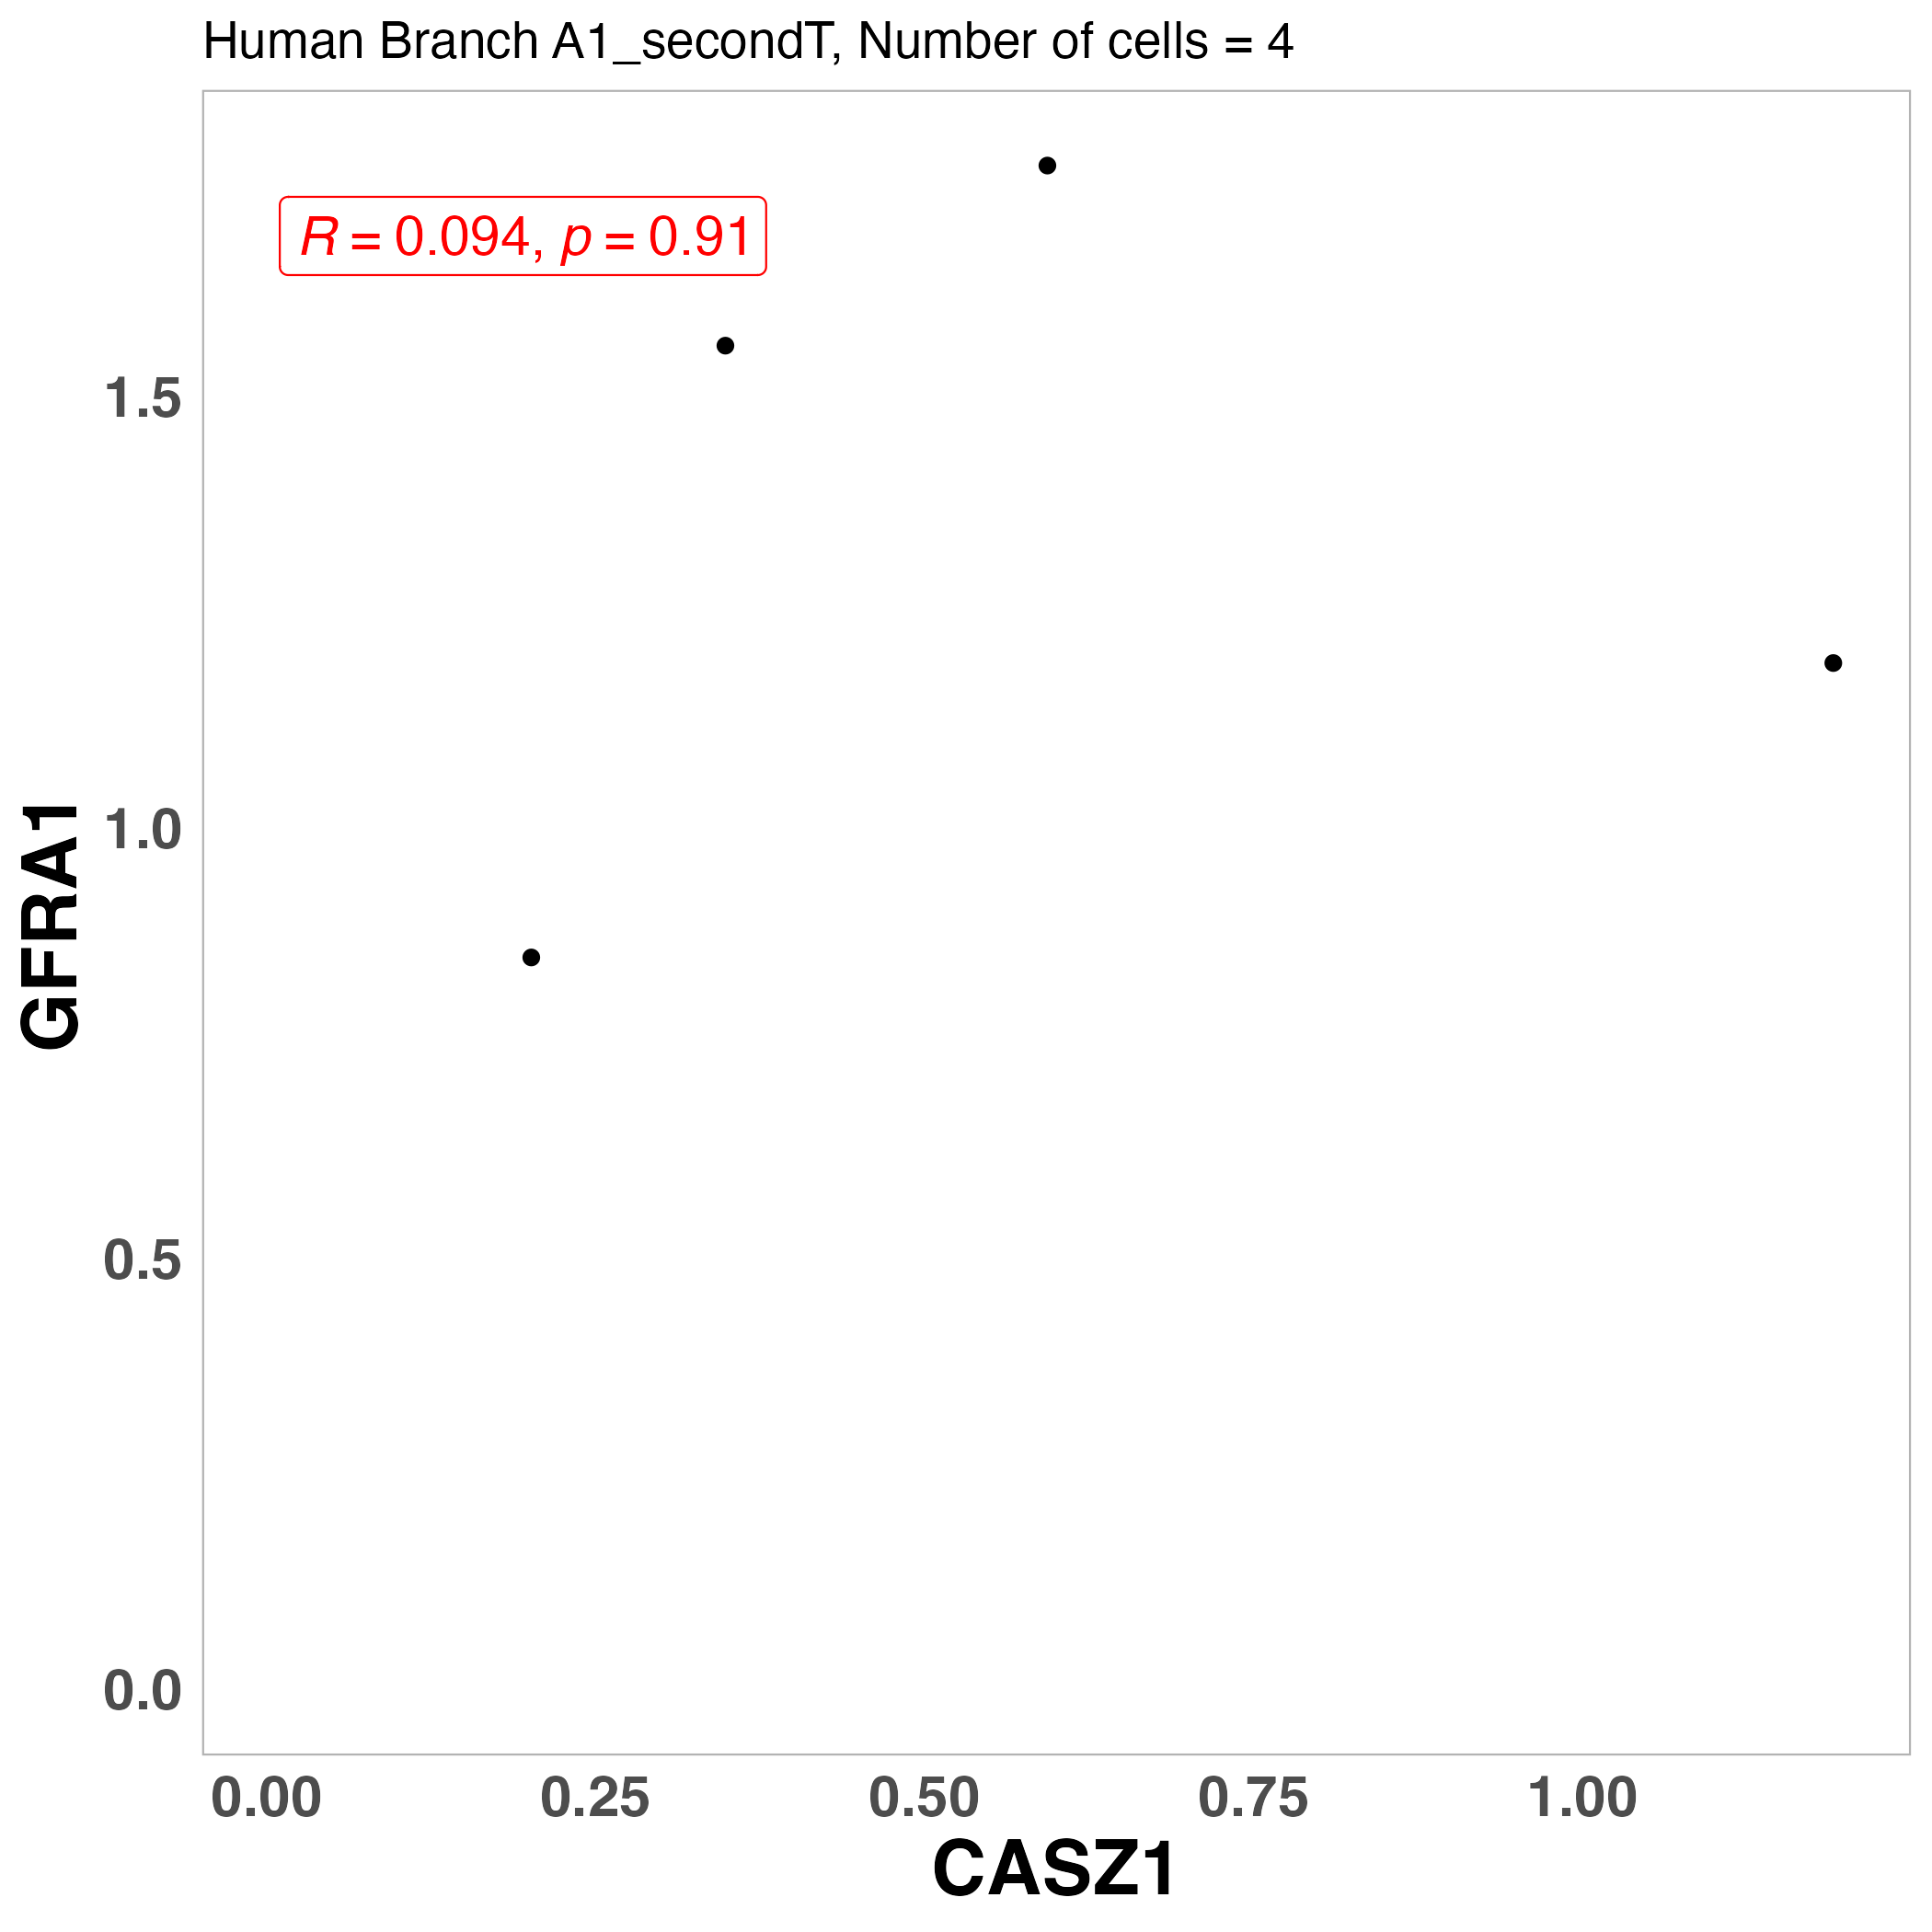 Human Branch A1_secondT, Number of cells = 4
R = 0.094, p = 0.91
1.5
1.0
0.5
0.0
GFRA1
0.00 0.25 0.50 0.75 1.00
CASZ1